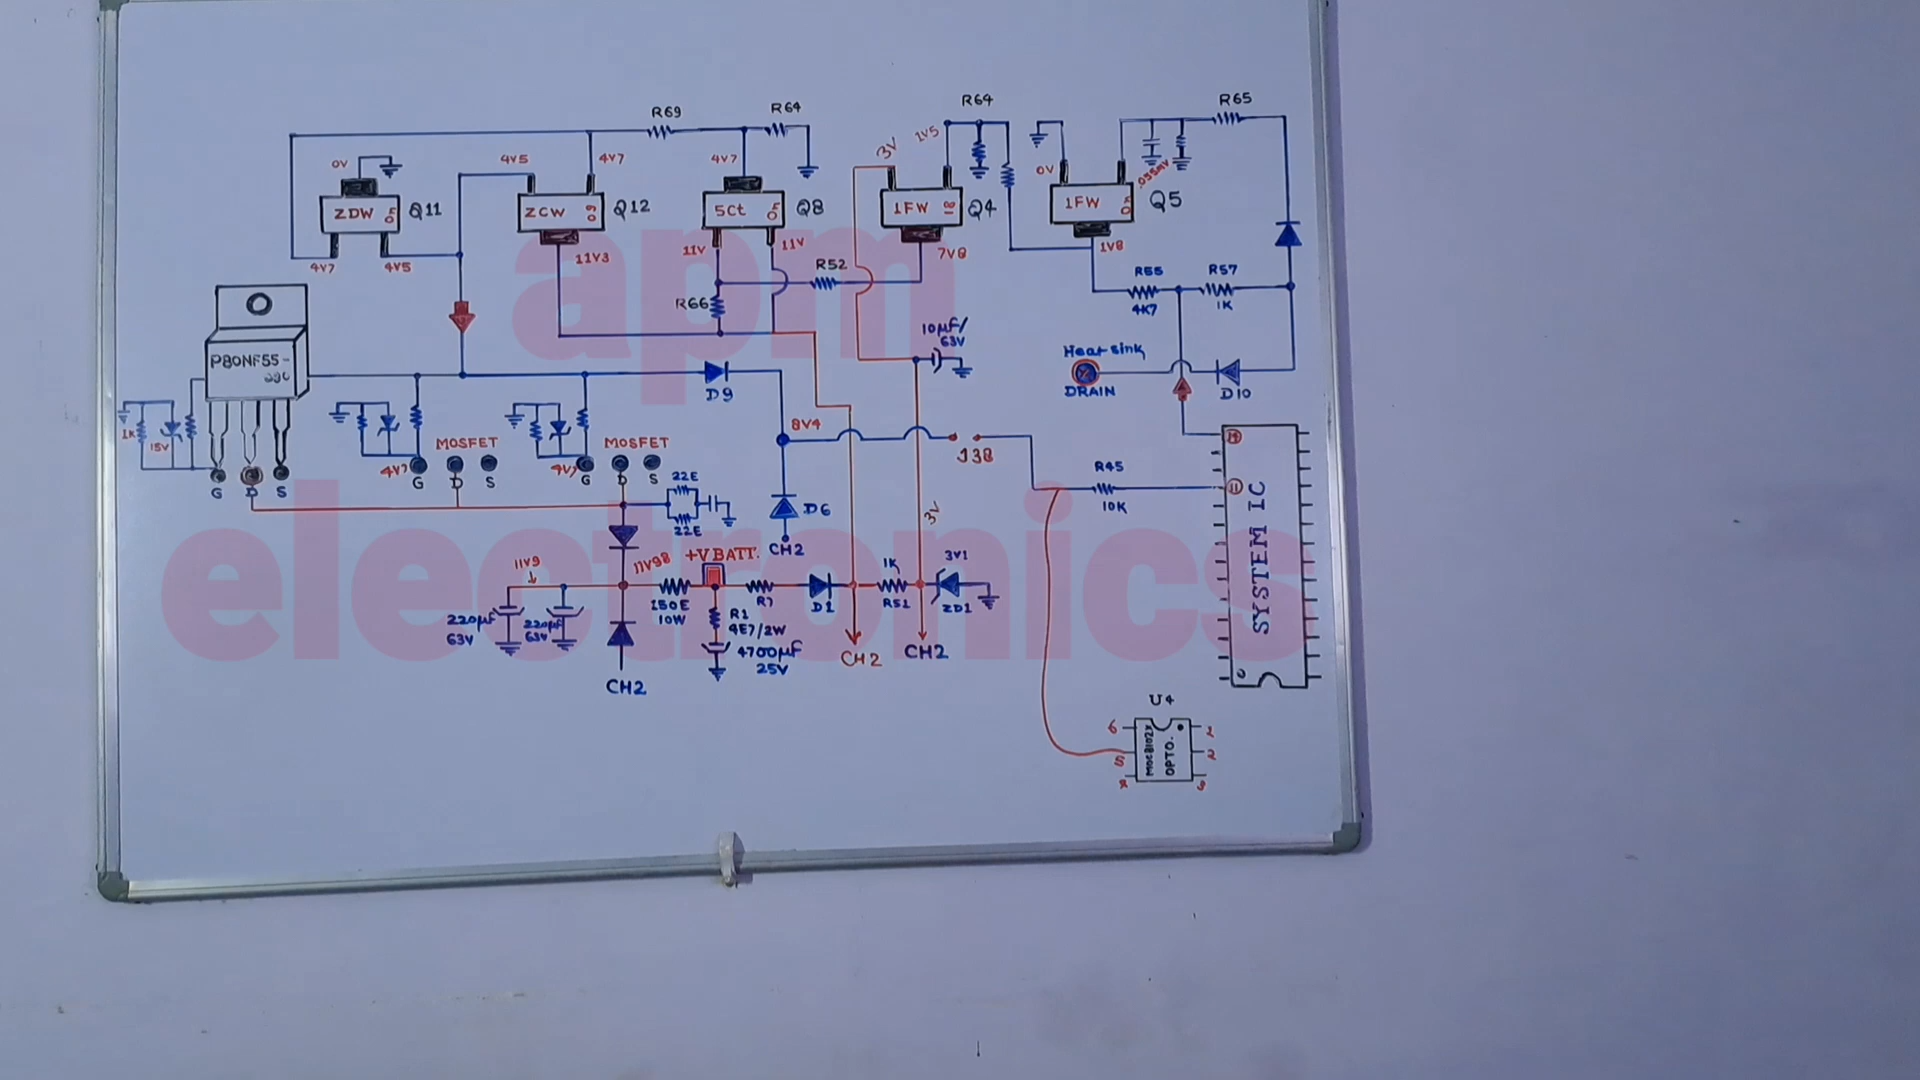 R69
R64
R64
R65
0V
4V5
4V7
4V7
3V
1V5
0V
.055mV
ZDW
Q11
ZCW
Q12
5Ct
Q8
1FW
Q4
1FW
Q5
4V7
4V5
11V3
11V
11V
7V8
1V8
R52
R55
R57
R66
4K7
1K
P80NF55-
10µF/
63V
Heat sink
DRAIN
D9
D10
1K
15V
MOSFET
MOSFET
8V4
138
4V7
4V7
G
D
S
G
D
S
G
D
S
22E
22E
R45
10K
11
SYSTEM IC
D6
CH2
3V
11V9
11V98
+V BATT.
1K
3V1
220µF
63V
220µF
63V
150E
10W
R7
D1
R51
ZD1
R1
4E7/2W
4700µF
25V
CH2
CH2
CH2
U4
6
1
5
2
3
OPTO.
apm
electronics